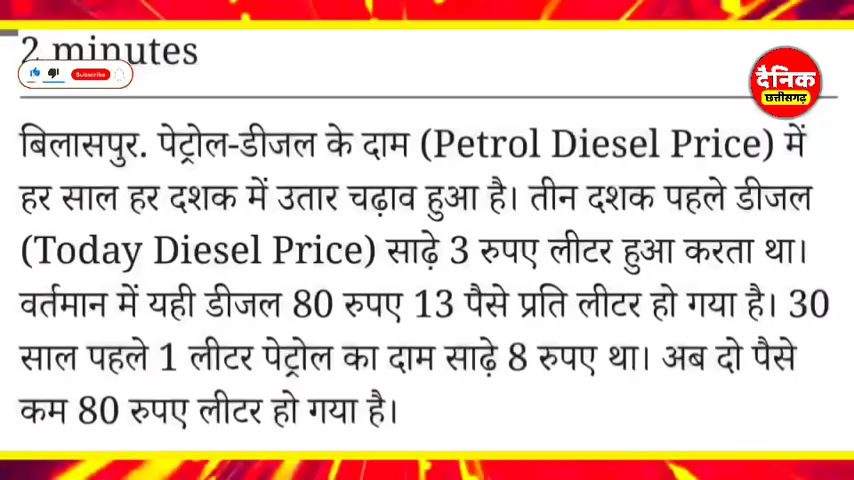 2 minutes
Subscribe
दैनिक
छत्तीसगढ़
बिलासपुर. पेट्रोल-डीजल के दाम (Petrol Diesel Price) में
हर साल हर दशक में उतार चढ़ाव हुआ है। तीन दशक पहले डीजल
(Today Diesel Price) साढ़े 3 रुपए लीटर हुआ करता था।
वर्तमान में यही डीजल 80 रुपए 13 पैसे प्रति लीटर हो गया है। 30
साल पहले 1 लीटर पेट्रोल का दाम साढ़े 8 रुपए था। अब दो पैसे
कम 80 रुपए लीटर हो गया है।